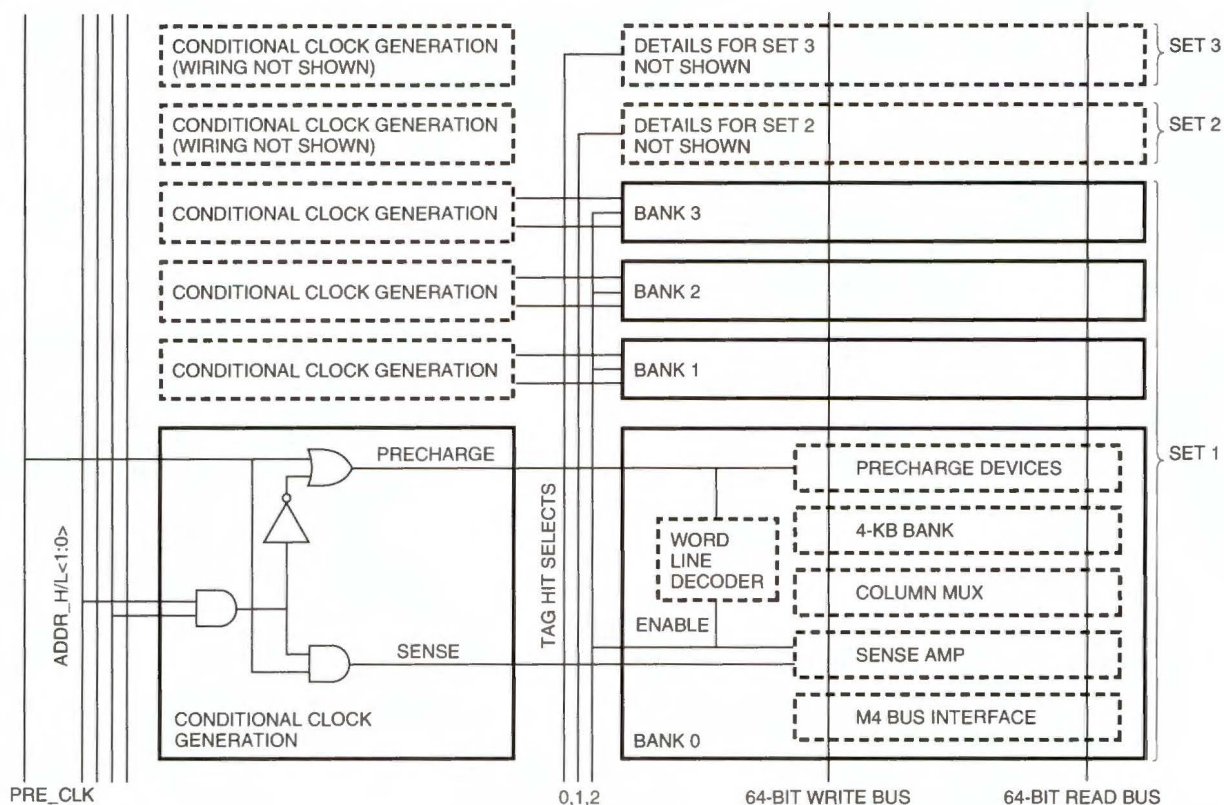 CONDITIONAL CLOCK GENERATION
(WIRING NOT SHOWN)
DETAILS FOR SET 3
NOT SHOWN
SET 3
CONDITIONAL CLOCK GENERATION
(WIRING NOT SHOWN)
DETAILS FOR SET 2
NOT SHOWN
SET 2
CONDITIONAL CLOCK GENERATION
BANK 3
CONDITIONAL CLOCK GENERATION
BANK 2
CONDITIONAL CLOCK GENERATION
BANK 1
SET 1
ADDR_H/L<1:0>
PRECHARGE
SENSE
CONDITIONAL CLOCK
GENERATION
TAG HIT SELECTS
PRECHARGE DEVICES
WORD
LINE
DECODER
4-KB BANK
COLUMN MUX
ENABLE
SENSE AMP
M4 BUS INTERFACE
BANK 0
PRE_CLK
0,1,2
64-BIT WRITE BUS
64-BIT READ BUS